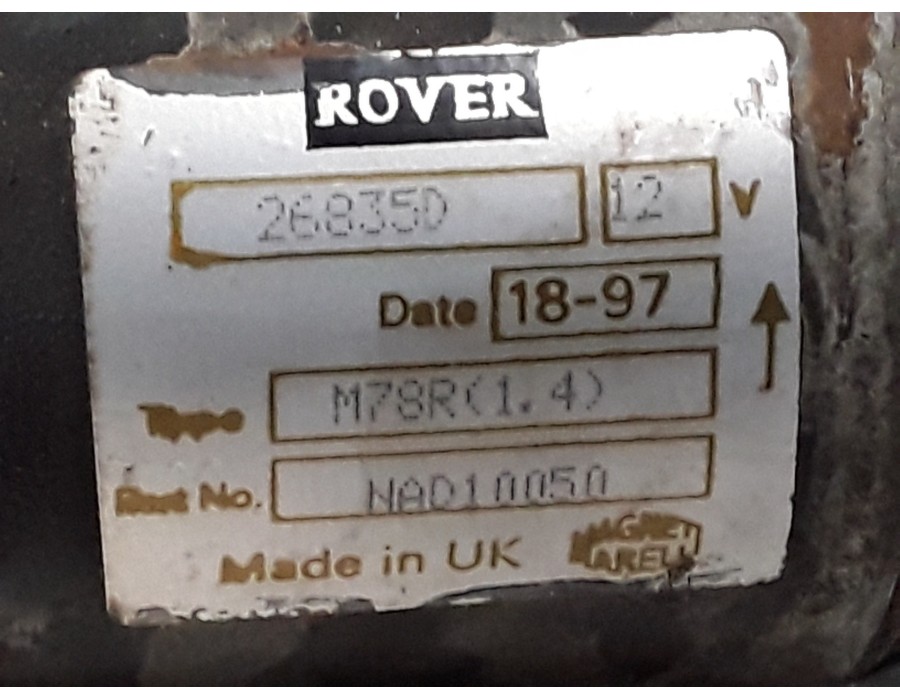 ROVER
26835D 12 V
Date 18-97
Type M78R(1.4)
Part No. NAD10050
Made in UK MAGNETI MARELLI